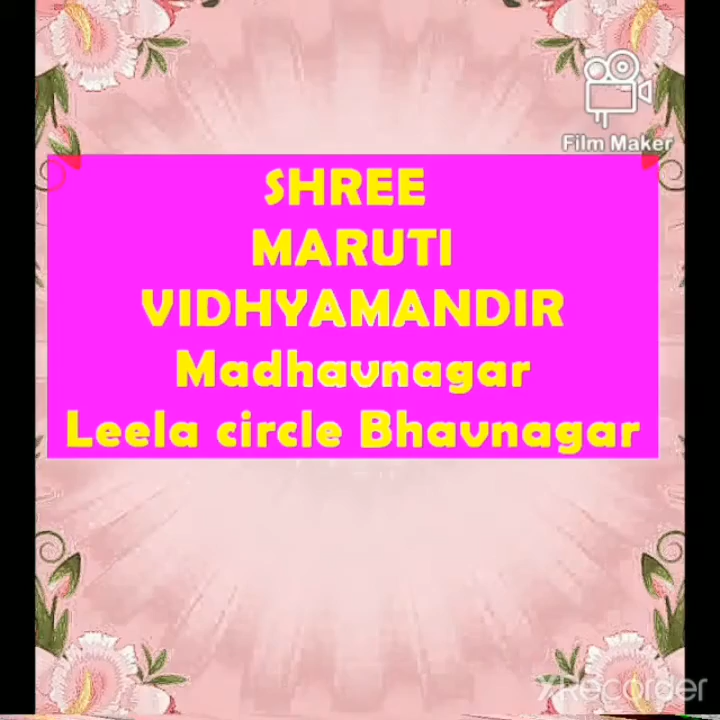 Film Maker
SHREE
MARUTI
VIDHYAMANDIR
Madhavnagar
Leela circle Bhavnagar
XRecorder